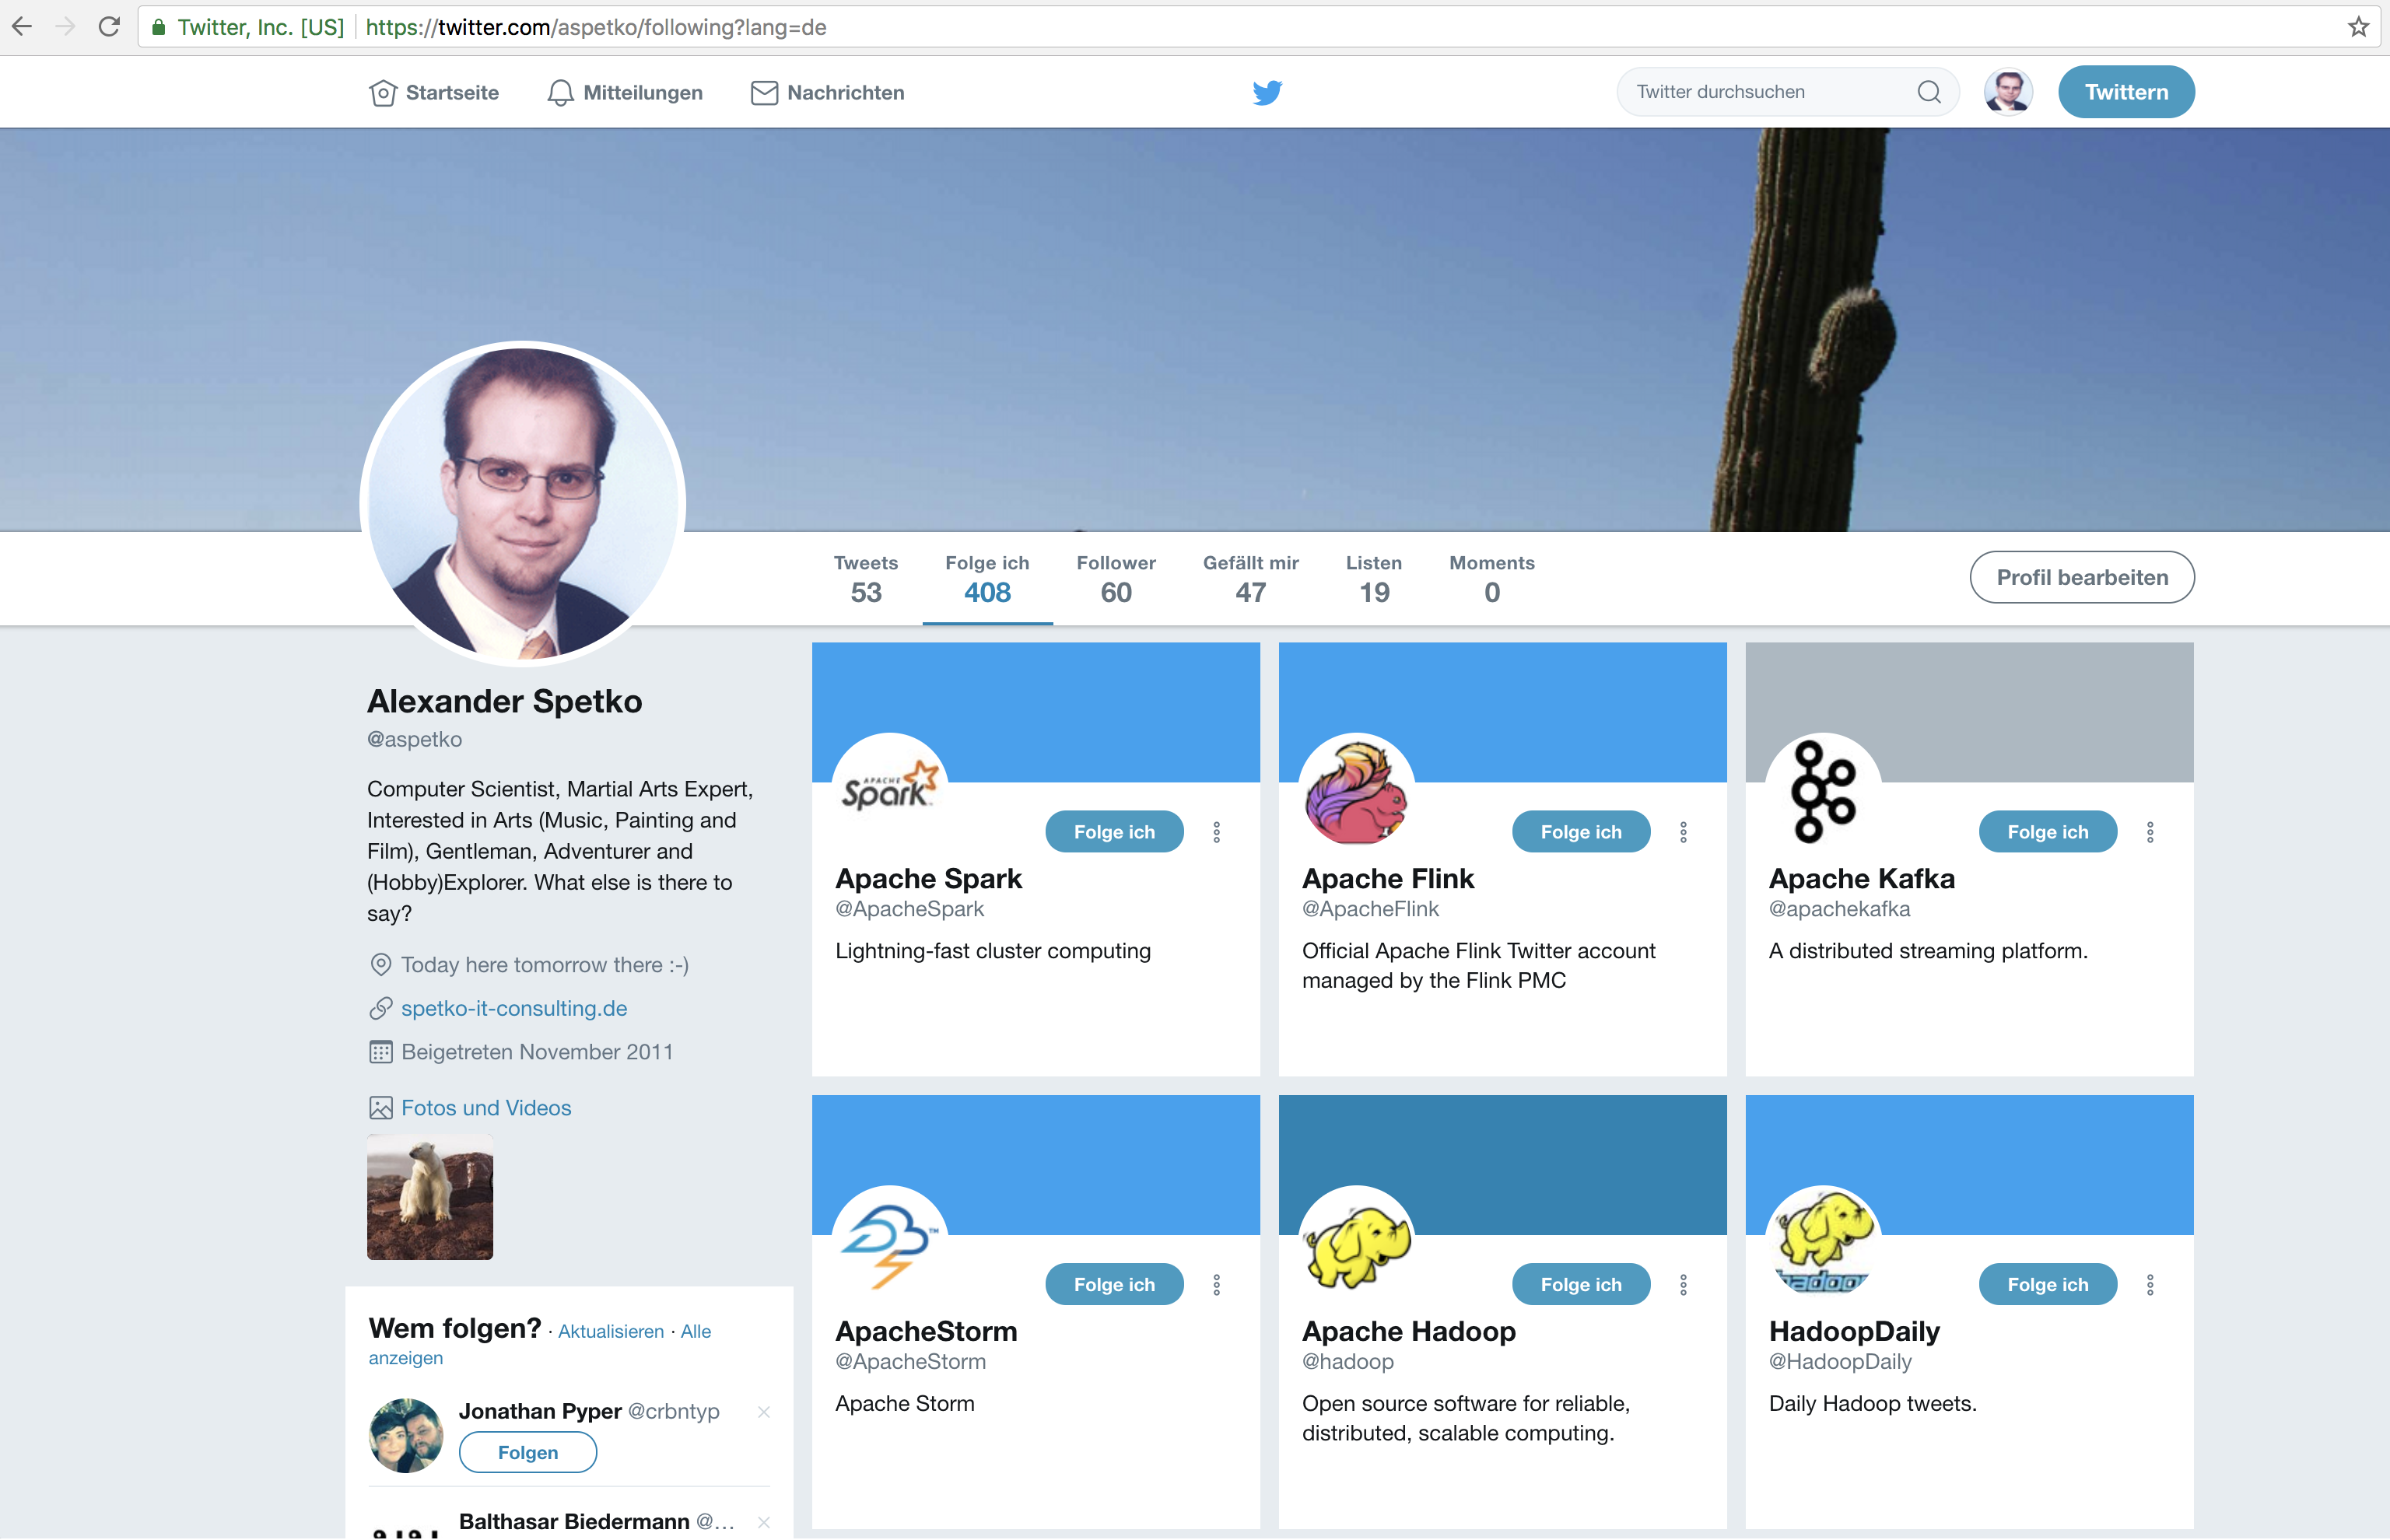 Twitter, Inc. [US] https://twitter.com/aspetko/following?lang=de
Startseite
Mitteilungen
Nachrichten
Twitter durchsuchen
Twittern
Tweets
53
Folge ich
408
Follower
60
Gefällt mir
47
Listen
19
Moments
0
Profil bearbeiten
Alexander Spetko
@aspetko
Computer Scientist, Martial Arts Expert,
Interested in Arts (Music, Painting and
Film), Gentleman, Adventurer and
(Hobby)Explorer. What else is there to
say?
Today here tomorrow there :-)
spetko-it-consulting.de
Beigetreten November 2011
Fotos und Videos
Wem folgen? · Aktualisieren · Alle
anzeigen
Jonathan Pyper @crbntyp
Folgen
Balthasar Biedermann @...
APACHE
Spark
Folge ich
Apache Spark
@ApacheSpark
Lightning-fast cluster computing
Folge ich
Apache Flink
@ApacheFlink
Official Apache Flink Twitter account
managed by the Flink PMC
Folge ich
Apache Kafka
@apachekafka
A distributed streaming platform.
TM
Folge ich
ApacheStorm
@ApacheStorm
Apache Storm
Folge ich
Apache Hadoop
@hadoop
Open source software for reliable,
distributed, scalable computing.
hadoop
Folge ich
HadoopDaily
@HadoopDaily
Daily Hadoop tweets.